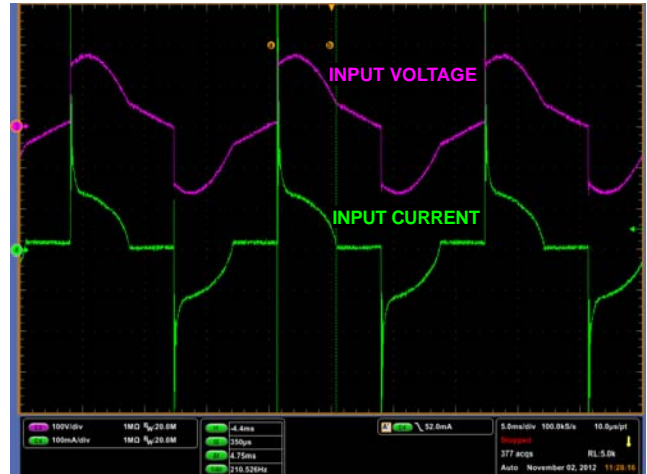 INPUT VOLTAGE
INPUT CURRENT
100V/div 1MΩ BW:20.0M
100mA/div 1MΩ BW:20.0M
-4.4ms
350µs
4.75ms
210.526Hz
52.0mA
5.0ms/div 100.0kS/s 10.0µs/pt
Stopped
377 acqs RL:5.0k
Auto November 02, 2012 11:28:16